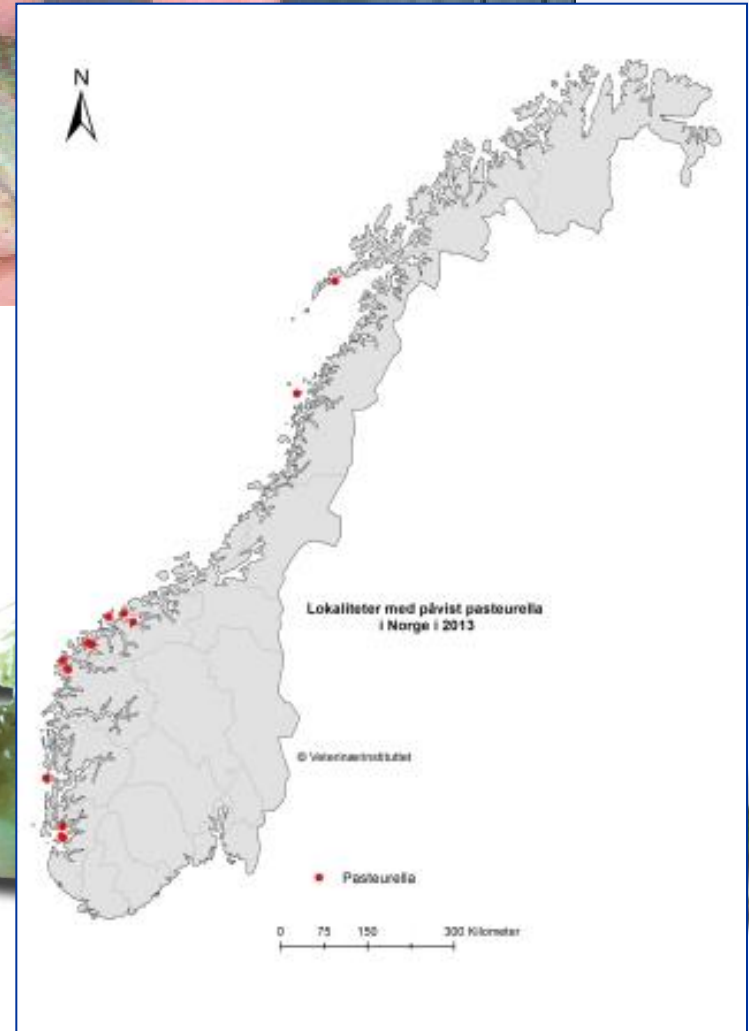 N
Lokaliteter med påvist pasteurella
i Norge i 2013
© Veterinærinstituttet
Pasteurella
0 75 150 300 Kilometer